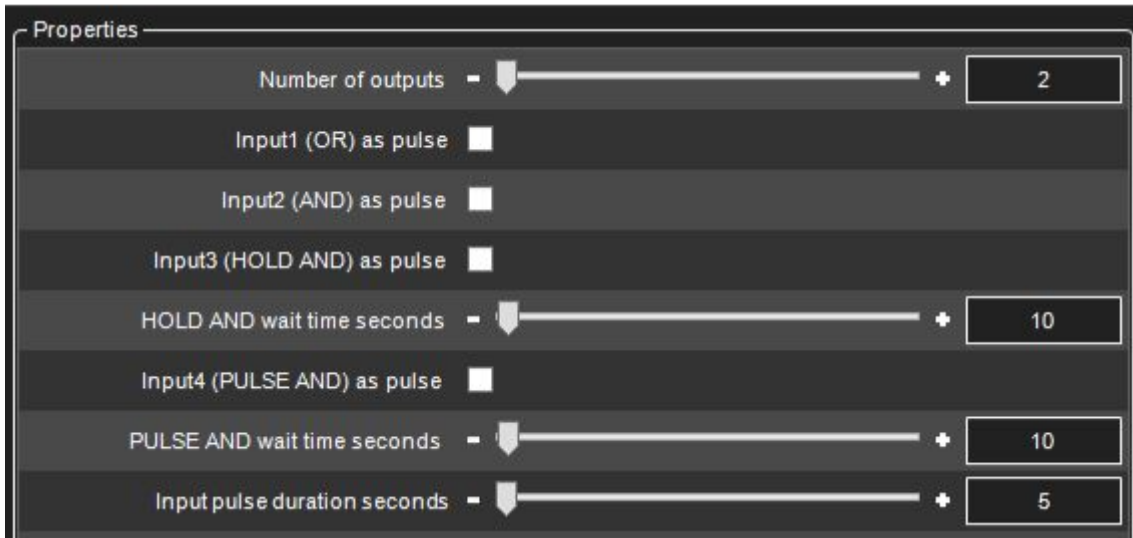 Properties
Number of outputs - + 2
Input1 (OR) as pulse
Input2 (AND) as pulse
Input3 (HOLD AND) as pulse
HOLD AND wait time seconds - + 10
Input4 (PULSE AND) as pulse
PULSE AND wait time seconds - + 10
Input pulse duration seconds - + 5